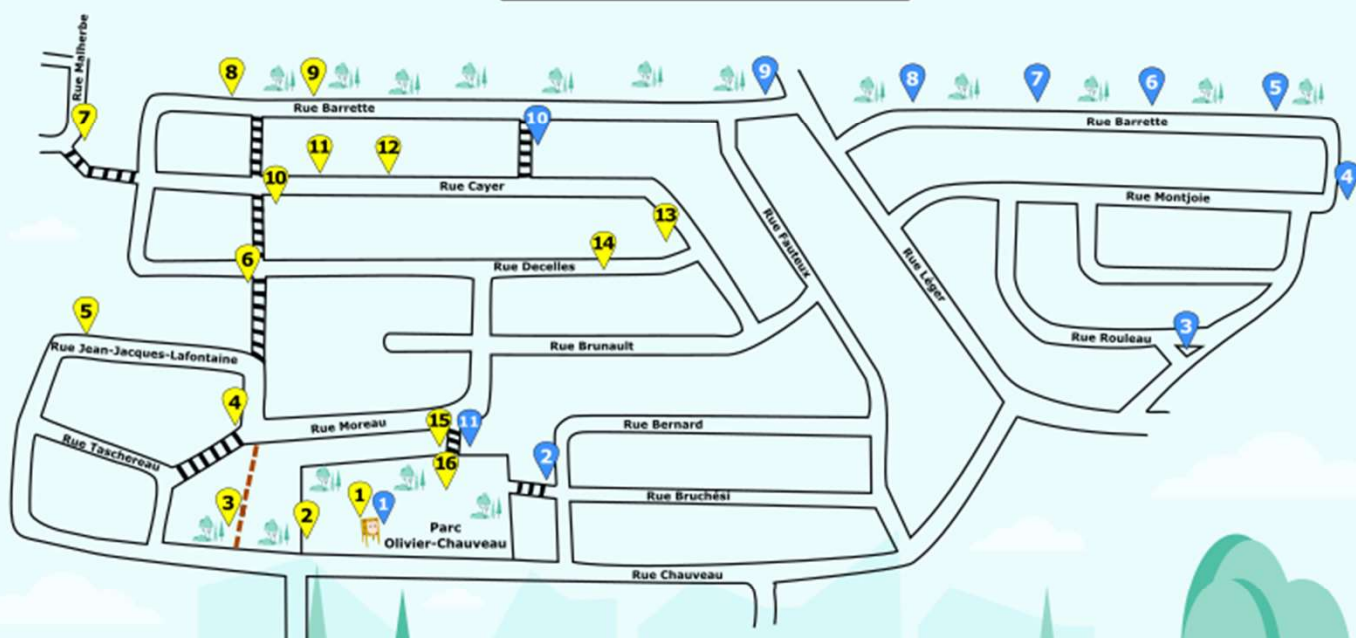 Rue Malherbe
8
9
9
8
7
6
5
7
Rue Barrette
10
Rue Barrette
11
12
10
Rue Cayer
4
Rue Montjoie
13
14
Rue Fauteux
6
Rue Decelles
Rue Léger
5
3
Rue Jean-Jacques-Lafontaine
Rue Brunault
Rue Rouleau
4
15
11
Rue Moreau
Rue Bernard
Rue Taschereau
16
2
3
2
1
1
Rue Bruchési
Parc
Olivier-Chauveau
Rue Chauveau